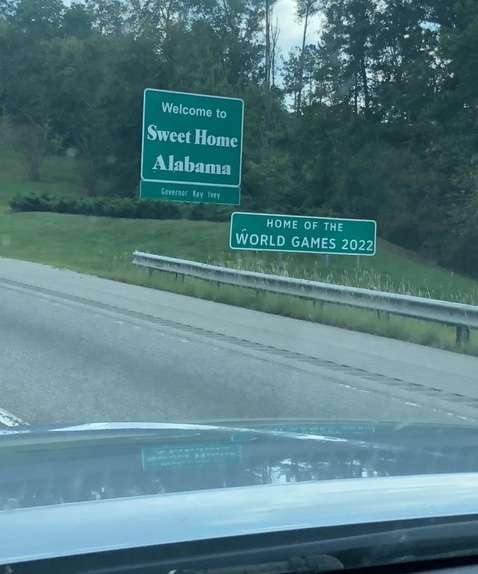 Welcome to
Sweet Home
Alabama
Governor Kay Ivey
HOME OF THE
WORLD GAMES 2022